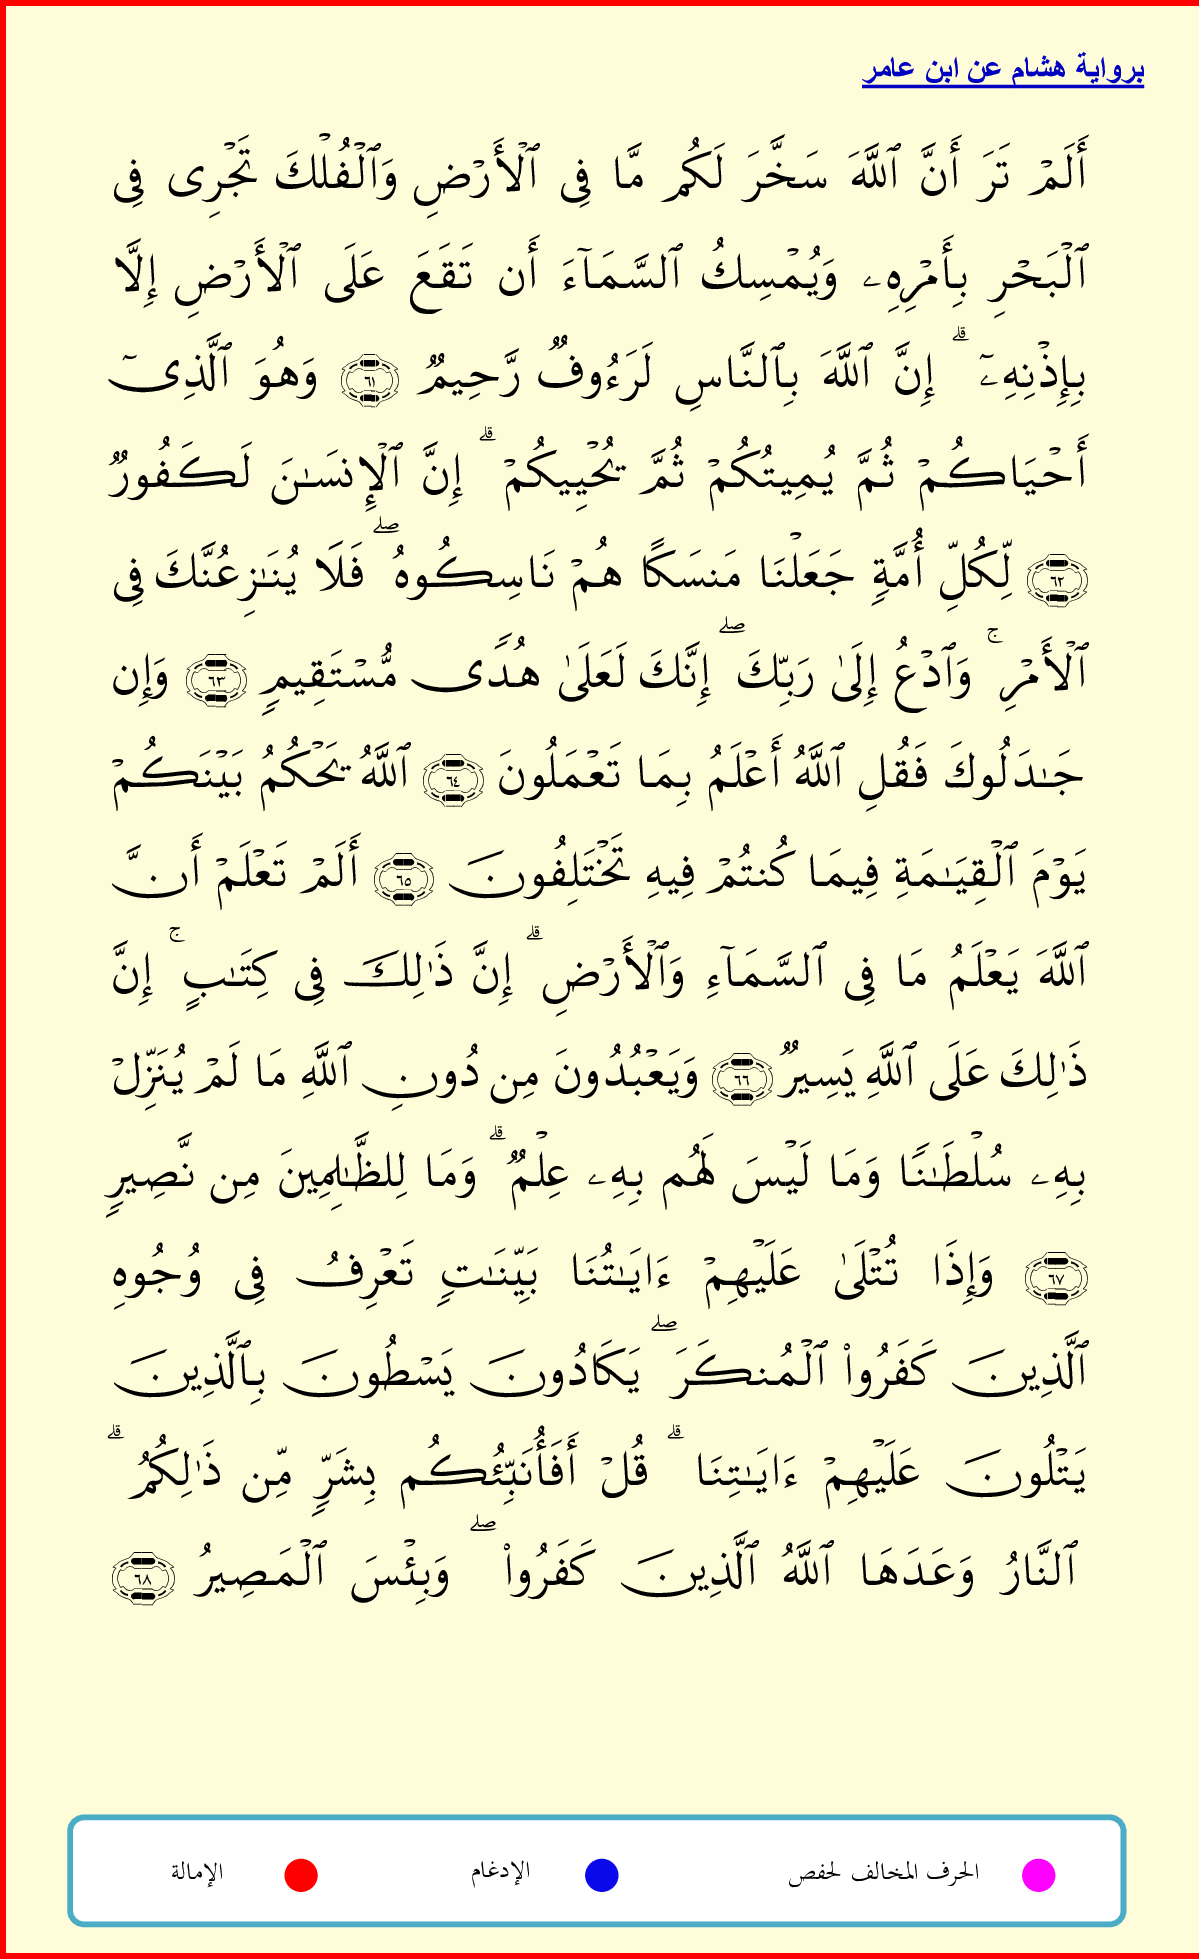 برواية هشام عن ابن عامر
أَلَمۡ تَرَ أَنَّ ٱللَّهَ سَخَّرَ لَكُم مَّا فِى ٱلۡأَرۡضِ وَٱلۡفُلۡكَ تَجۡرِى فِى
ٱلۡبَحۡرِ بِأَمۡرِهِۦ وَيُمۡسِكُ ٱلسَّمَآءَ أَن تَقَعَ عَلَى ٱلۡأَرۡضِ إِلَّا
بِإِذۡنِهِۦٓ ۗ إِنَّ ٱللَّهَ بِٱلنَّاسِ لَرَءُوفٌ رَّحِيمٌ ٦١ وَهُوَ ٱلَّذِىٓ
أَحۡيَاكُمۡ ثُمَّ يُمِيتُكُمۡ ثُمَّ يُحۡيِيكُمۡ ۗ إِنَّ ٱلۡإِنسَـٰنَ لَكَفُورٌ
٦٢ لِّكُلِّ أُمَّةٍ جَعَلۡنَا مَنسَكًا هُمۡ نَاسِكُوهُ ۖ فَلَا يُنَـٰزِعُنَّكَ فِى
ٱلۡأَمۡرِ ۚ وَٱدۡعُ إِلَىٰ رَبِّكَ ۖ إِنَّكَ لَعَلَىٰ هُدًى مُّسۡتَقِيمٍ ٦٣ وَإِن
جَـٰدَلُوكَ فَقُلِ ٱللَّهُ أَعۡلَمُ بِمَا تَعۡمَلُونَ ٦٤ ٱللَّهُ يَحۡكُمُ بَيۡنَكُمۡ
يَوۡمَ ٱلۡقِيَـٰمَةِ فِيمَا كُنتُمۡ فِيهِ تَخۡتَلِفُونَ ٦٥ أَلَمۡ تَعۡلَمۡ أَنَّ
ٱللَّهَ يَعۡلَمُ مَا فِى ٱلسَّمَآءِ وَٱلۡأَرۡضِ ۗ إِنَّ ذَٰلِكَ فِى كِتَـٰبٍ ۚ إِنَّ
ذَٰلِكَ عَلَى ٱللَّهِ يَسِيرٌ ٦٦ وَيَعۡبُدُونَ مِن دُونِ ٱللَّهِ مَا لَمۡ يُنَزِّلۡ
بِهِۦ سُلۡطَـٰنًا وَمَا لَيۡسَ لَهُم بِهِۦ عِلۡمٌ ۗ وَمَا لِلظَّـٰلِمِينَ مِن نَّصِيرٍ
٦٧ وَإِذَا تُتۡلَىٰ عَلَيۡهِمۡ ءَايَـٰتُنَا بَيِّنَـٰتٍ تَعۡرِفُ فِى وُجُوهِ
ٱلَّذِينَ كَفَرُواْ ٱلۡمُنكَرَ ۖ يَكَادُونَ يَسۡطُونَ بِٱلَّذِينَ
يَتۡلُونَ عَلَيۡهِمۡ ءَايَـٰتِنَا ۗ قُلۡ أَفَأُنَبِّئُكُم بِشَرٍّ مِّن ذَٰلِكُمُ ۗ
ٱلنَّارُ وَعَدَهَا ٱللَّهُ ٱلَّذِينَ كَفَرُواْ ۖ وَبِئۡسَ ٱلۡمَصِيرُ ٦٨
الحرف المخالف لحفص الإدغام الإمالة